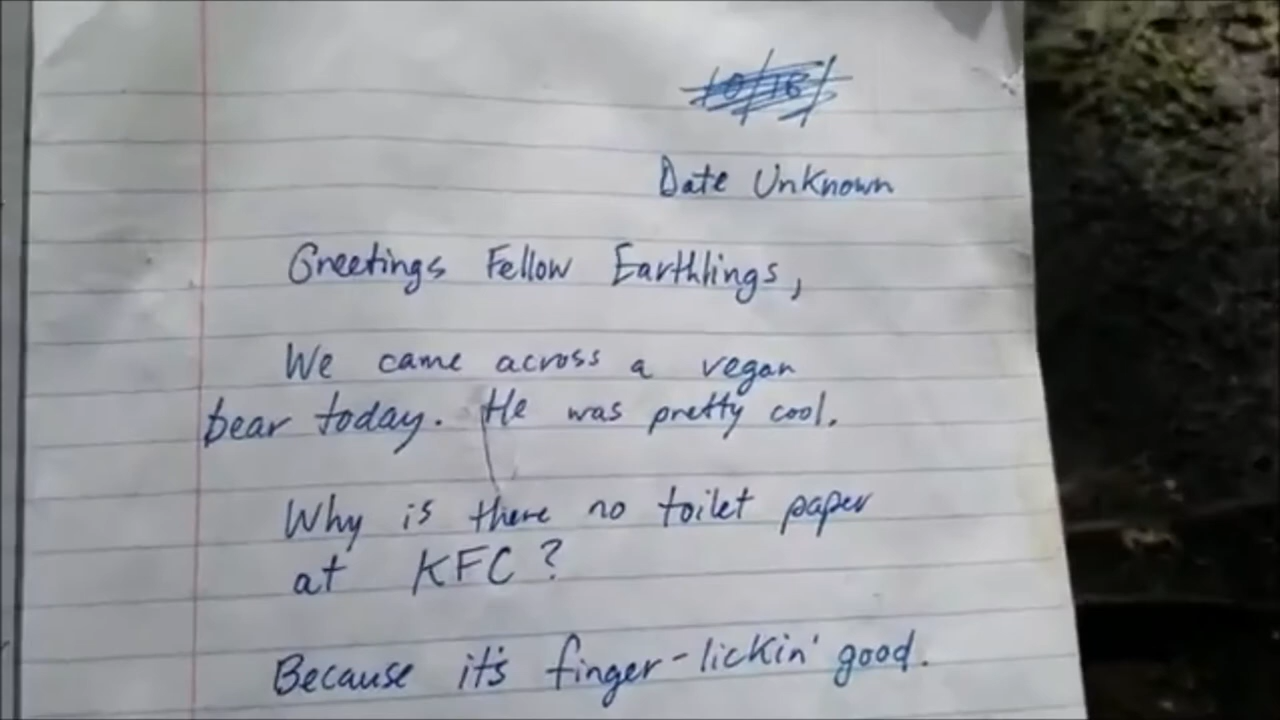 Date Unknown
Greetings Fellow Earthlings,
We came across a vegan
bear today. He was pretty cool.
Why is there no toilet paper
at KFC?
Because it's finger-lickin' good.